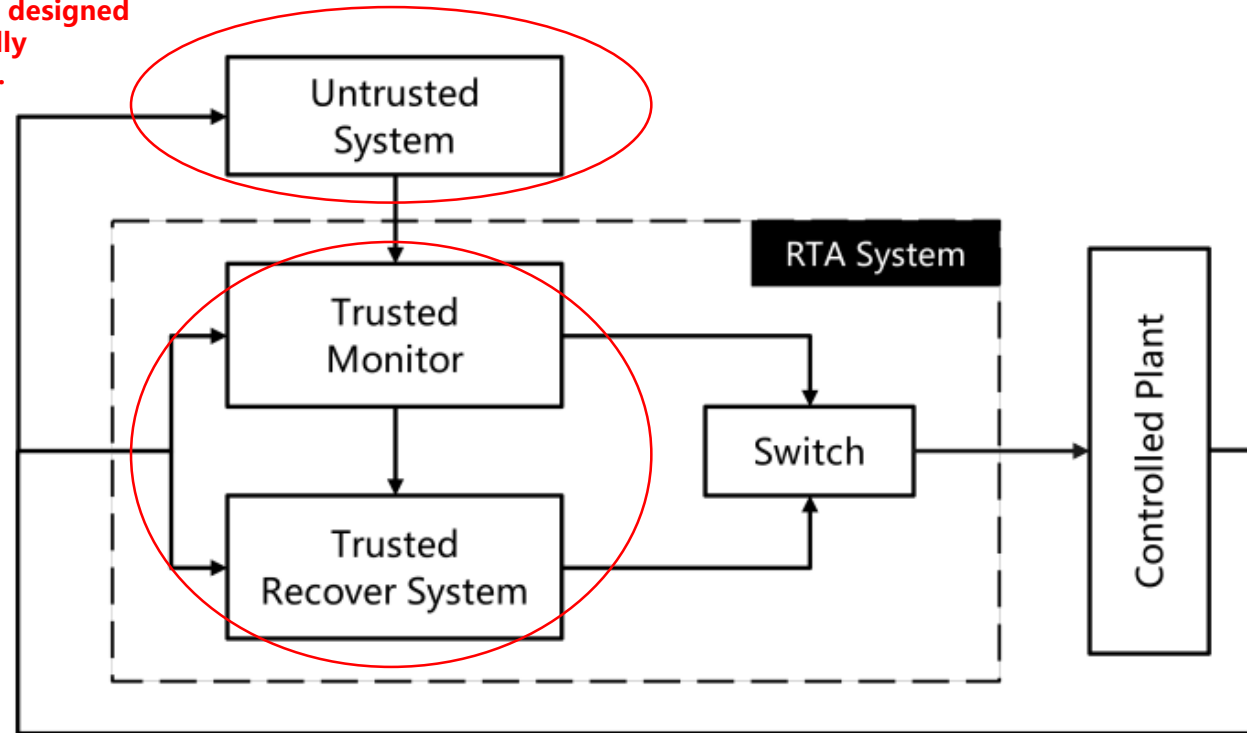 designed
lly
.
Untrusted
System
RTA System
Trusted
Monitor
Switch
Controlled Plant
Trusted
Recover System